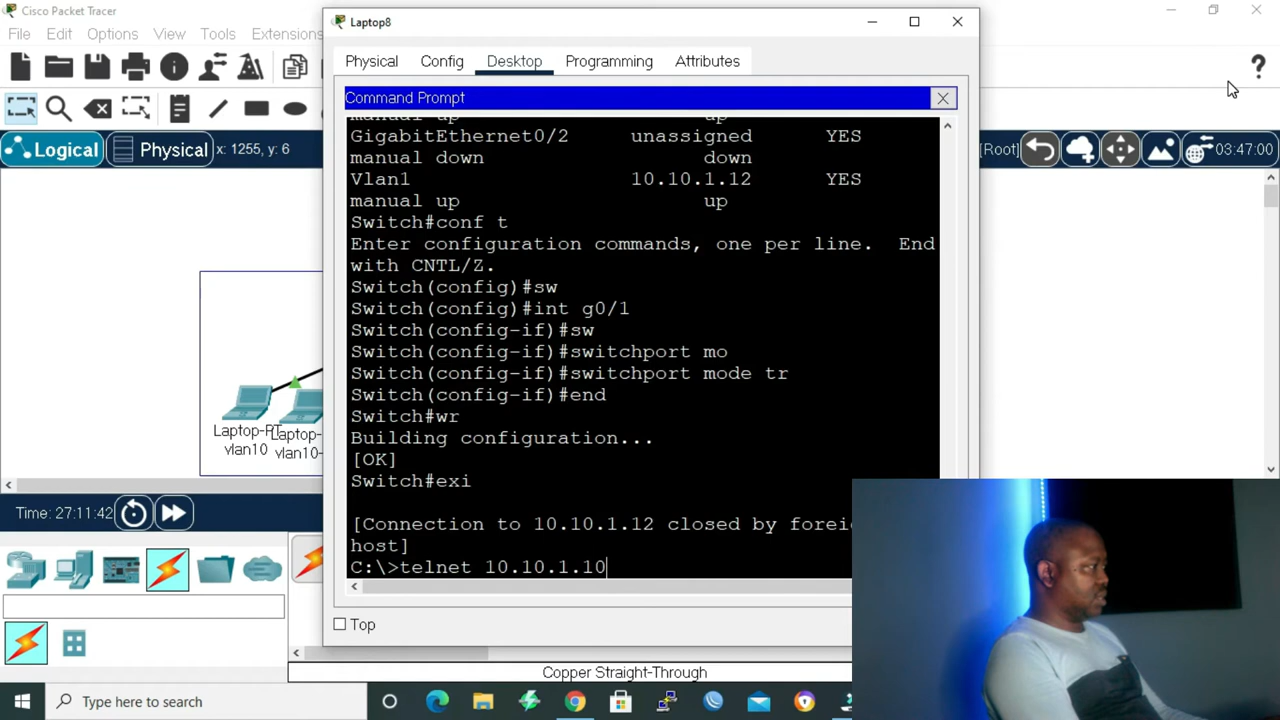 Cisco Packet Tracer
Laptop8
File Edit Options View Tools Extensions
Physical Config Desktop Programming Attributes
Command Prompt
Logical Physical x: 1255, y: 6
[Root] 03:47:00
manual up up
GigabitEthernet0/2 unassigned YES
manual down down
Vlan1 10.10.1.12 YES
manual up up
Switch#conf t
Enter configuration commands, one per line. End
with CNTL/Z.
Switch(config)#sw
Switch(config)#int g0/1
Switch(config-if)#sw
Switch(config-if)#switchport mo
Switch(config-if)#switchport mode tr
Switch(config-if)#end
Switch#wr
Building configuration...
[OK]
Switch#exi
[Connection to 10.10.1.12 closed by forei
host]
C:\>telnet 10.10.1.10
Laptop-P Laptop-
vlan10 vlan10-
Time: 27:11:42
Top
Copper Straight-Through
Type here to search